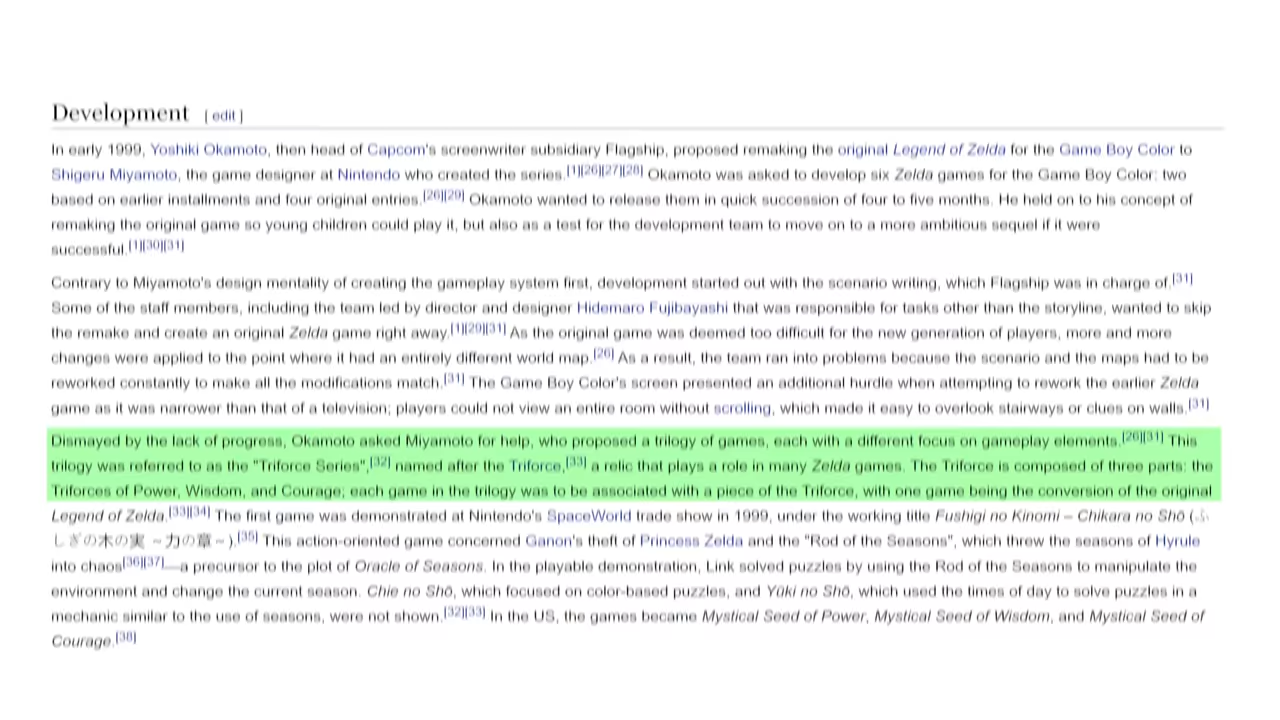 Development [ edit ]
In early 1999, Yoshiki Okamoto, then head of Capcom's screenwriter subsidiary Flagship, proposed remaking the original Legend of Zelda for the Game Boy Color to
Shigeru Miyamoto, the game designer at Nintendo who created the series.[1][26][27][28] Okamoto was asked to develop six Zelda games for the Game Boy Color: two
based on earlier installments and four original entries.[26][29] Okamoto wanted to release them in quick succession of four to five months. He held on to his concept of
remaking the original game so young children could play it, but also as a test for the development team to move on to a more ambitious sequel if it were
successful.[1][30][31]
Contrary to Miyamoto's design mentality of creating the gameplay system first, development started out with the scenario writing, which Flagship was in charge of.[31]
Some of the staff members, including the team led by director and designer Hidemaro Fujibayashi that was responsible for tasks other than the storyline, wanted to skip
the remake and create an original Zelda game right away.[1][29][31] As the original game was deemed too difficult for the new generation of players, more and more
changes were applied to the point where it had an entirely different world map.[26] As a result, the team ran into problems because the scenario and the maps had to be
reworked constantly to make all the modifications match.[31] The Game Boy Color's screen presented an additional hurdle when attempting to rework the earlier Zelda
game as it was narrower than that of a television; players could not view an entire room without scrolling, which made it easy to overlook stairways or clues on walls.[31]
Dismayed by the lack of progress, Okamoto asked Miyamoto for help, who proposed a trilogy of games, each with a different focus on gameplay elements.[26][31] This
trilogy was referred to as the "Triforce Series",[32] named after the Triforce,[33] a relic that plays a role in many Zelda games. The Triforce is composed of three parts: the
Triforces of Power, Wisdom, and Courage; each game in the trilogy was to be associated with a piece of the Triforce, with one game being the conversion of the original
Legend of Zelda.[33][34] The first game was demonstrated at Nintendo's SpaceWorld trade show in 1999, under the working title Fushigi no Kinomi – Chikara no Shō (ふ
しぎの木の実 ~力の章~).[35] This action-oriented game concerned Ganon's theft of Princess Zelda and the "Rod of the Seasons", which threw the seasons of Hyrule
into chaos[36][37]—a precursor to the plot of Oracle of Seasons. In the playable demonstration, Link solved puzzles by using the Rod of the Seasons to manipulate the
environment and change the current season. Chie no Shō, which focused on color-based puzzles, and Yūki no Shō, which used the times of day to solve puzzles in a
mechanic similar to the use of seasons, were not shown.[32][33] In the US, the games became Mystical Seed of Power, Mystical Seed of Wisdom, and Mystical Seed of
Courage.[38]